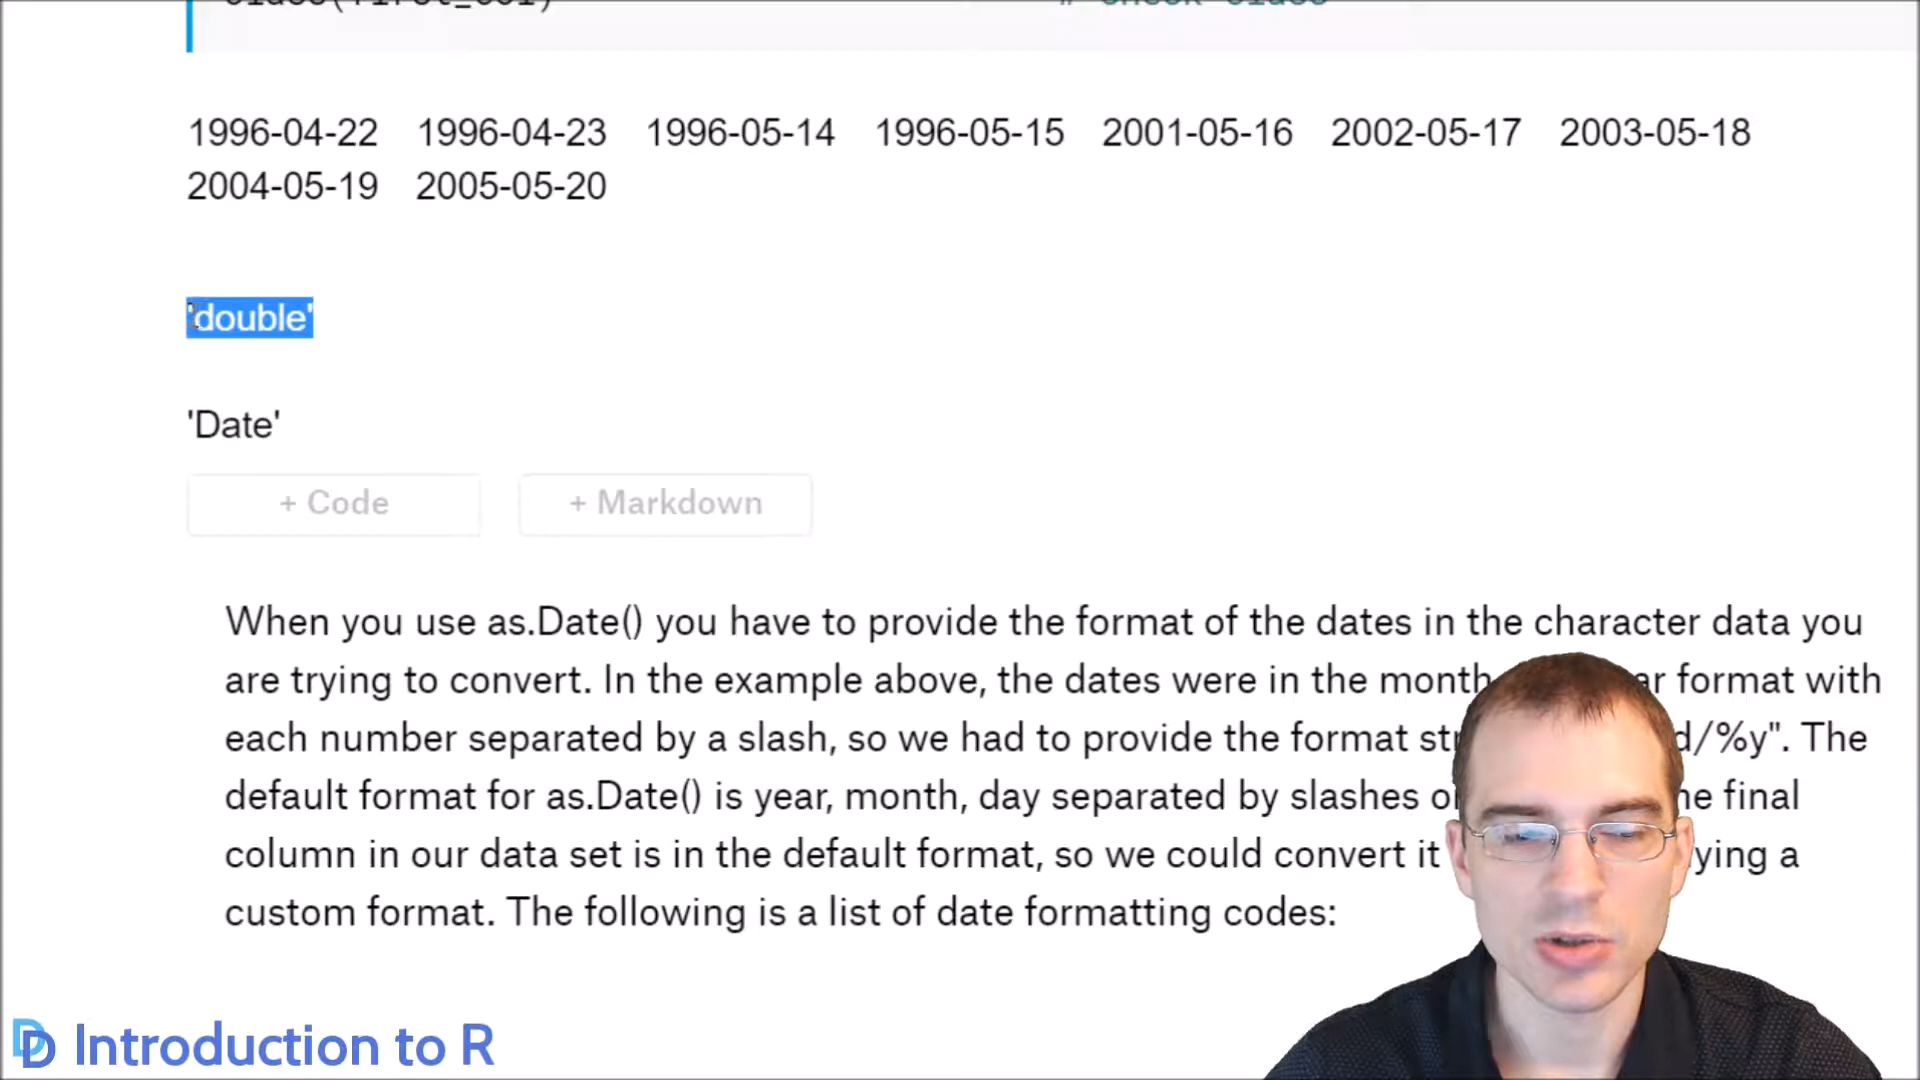 1996-04-22 1996-04-23 1996-05-14 1996-05-15 2001-05-16 2002-05-17 2003-05-18
2004-05-19 2005-05-20
'double'
'Date'
+ Code + Markdown
When you use as.Date() you have to provide the format of the dates in the character data you
are trying to convert. In the example above, the dates were in the month format with
each number separated by a slash, so we had to provide the format d/%y". The
default format for as.Date() is year, month, day separated by slashes final
column in our data set is in the default format, so we could convert it a
custom format. The following is a list of date formatting codes:
Introduction to R